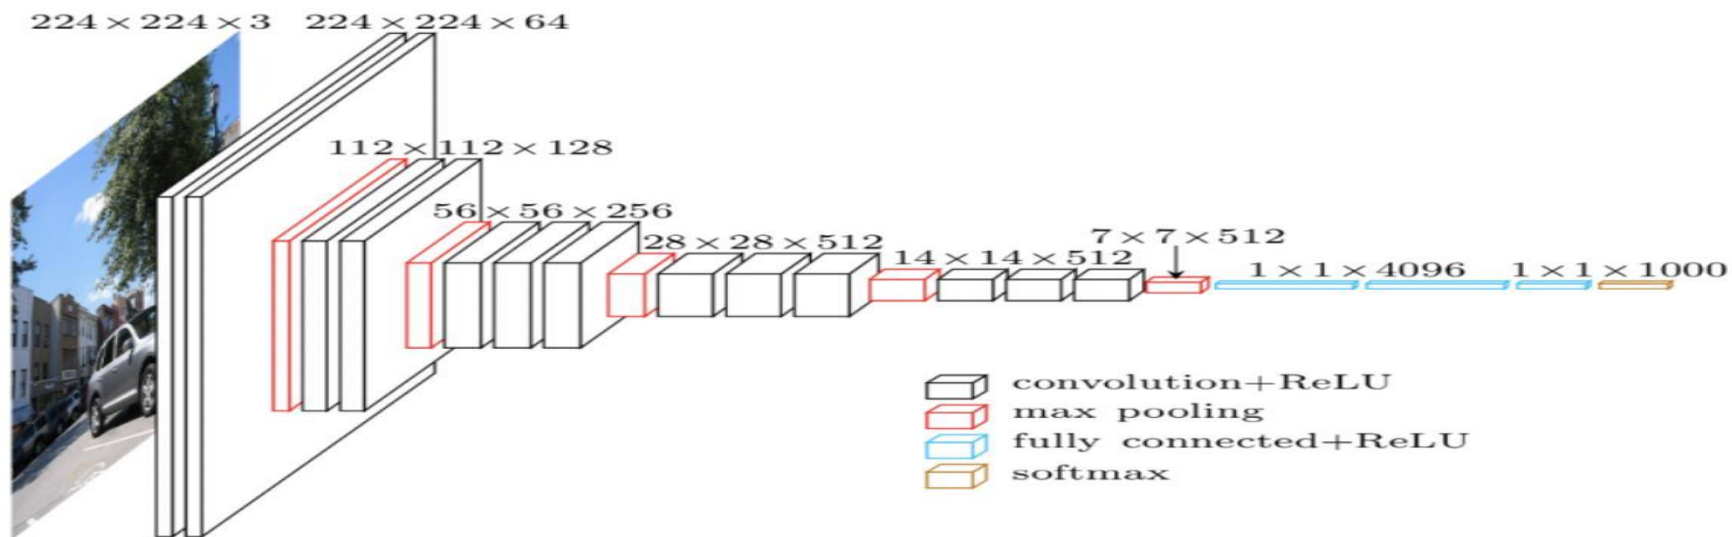 224 × 224 × 3
224 × 224 × 64
112 × 112 × 128
56 × 56 × 256
28 × 28 × 512
14 × 14 × 512
7 × 7 × 512
1 × 1 × 4096
1 × 1 × 1000
convolution+ReLU
max pooling
fully connected+ReLU
softmax